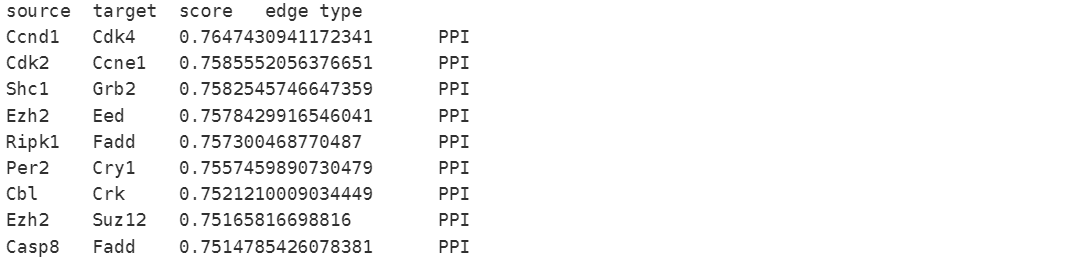 source target score edge type
Ccnd1 Cdk4 0.7647430941172341 PPI
Cdk2 Ccne1 0.7585552056376651 PPI
Shc1 Grb2 0.7582545746647359 PPI
Ezh2 Eed 0.7578429916546041 PPI
Ripk1 Fadd 0.757300468770487 PPI
Per2 Cry1 0.7557459890730479 PPI
Cbl Crk 0.7521210009034449 PPI
Ezh2 Suz12 0.75165816698816 PPI
Casp8 Fadd 0.7514785426078381 PPI